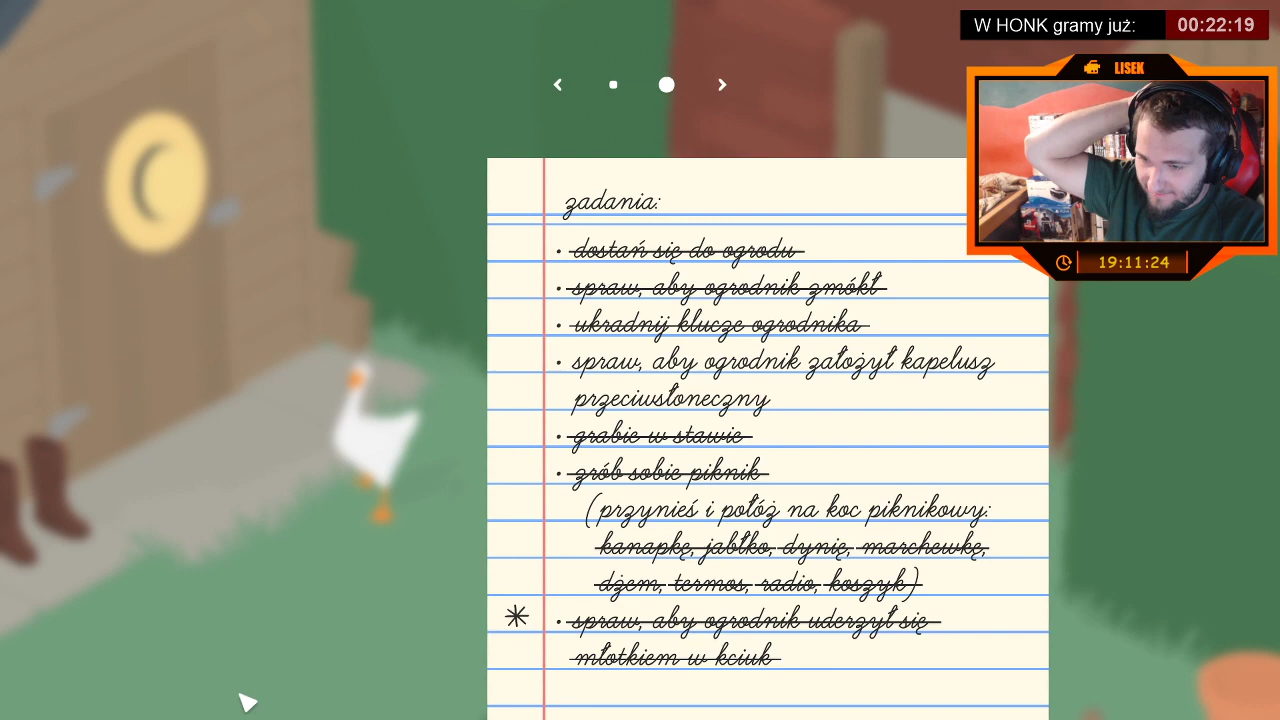 W HONK gramy już: 00:22:19
LISEK
19:11:24
zadania:
• dostań się do ogrodu
• spraw, aby ogrodnik zmókł
• ukradnij klucze ogrodnika
• spraw, aby ogrodnik założył kapelusz
przeciwsłoneczny
• grabie w stawie
• zrób sobie piknik
(przynieś i połóż na koc piknikowy:
kanapkę, jabłko, dynię, marchewkę,
dżem, termos, radio, koszyk)
• spraw, aby ogrodnik uderzył się
młotkiem w kciuk